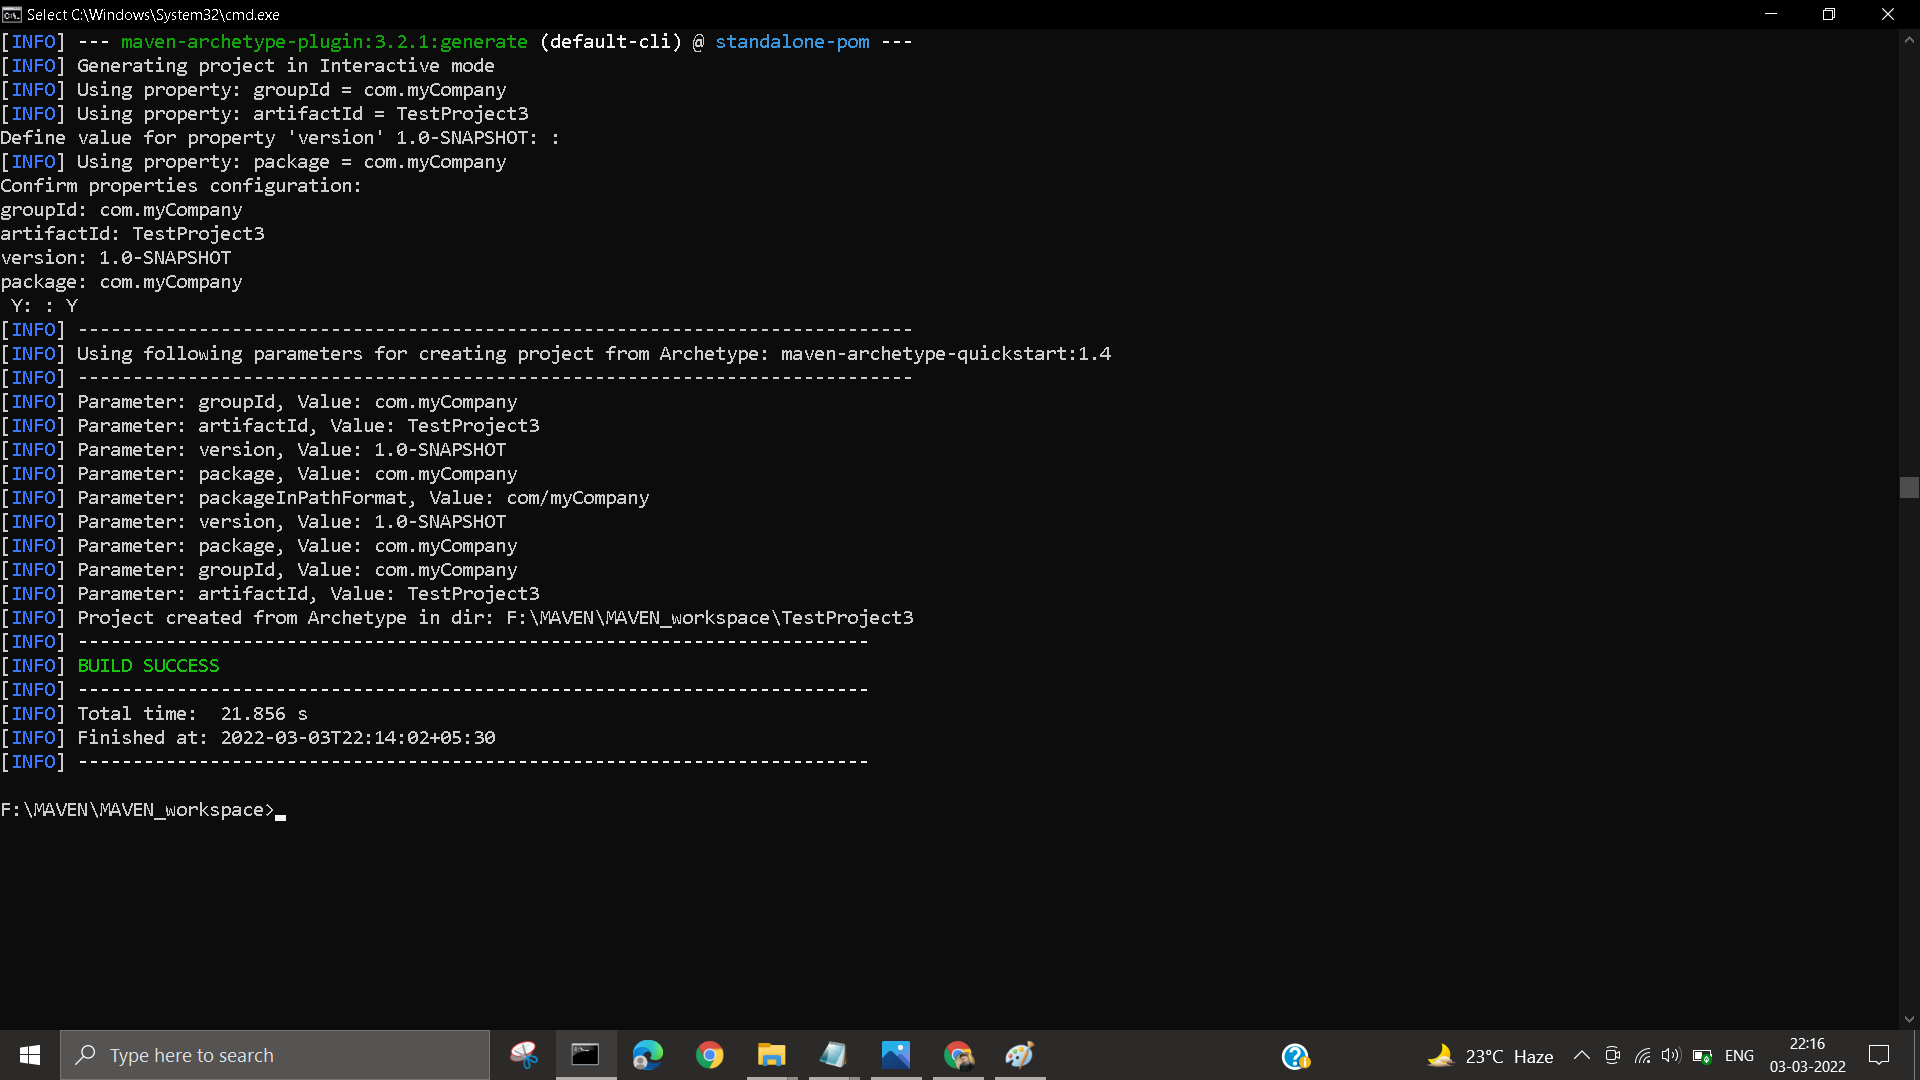 Select C:\Windows\System32\cmd.exe
[INFO] --- maven-archetype-plugin:3.2.1:generate (default-cli) @ standalone-pom ---
[INFO] Generating project in Interactive mode
[INFO] Using property: groupId = com.myCompany
[INFO] Using property: artifactId = TestProject3
Define value for property 'version' 1.0-SNAPSHOT: :
[INFO] Using property: package = com.myCompany
Confirm properties configuration:
groupId: com.myCompany
artifactId: TestProject3
version: 1.0-SNAPSHOT
package: com.myCompany
 Y: : Y
[INFO] ----------------------------------------------------------------------------
[INFO] Using following parameters for creating project from Archetype: maven-archetype-quickstart:1.4
[INFO] ----------------------------------------------------------------------------
[INFO] Parameter: groupId, Value: com.myCompany
[INFO] Parameter: artifactId, Value: TestProject3
[INFO] Parameter: version, Value: 1.0-SNAPSHOT
[INFO] Parameter: package, Value: com.myCompany
[INFO] Parameter: packageInPathFormat, Value: com/myCompany
[INFO] Parameter: version, Value: 1.0-SNAPSHOT
[INFO] Parameter: package, Value: com.myCompany
[INFO] Parameter: groupId, Value: com.myCompany
[INFO] Parameter: artifactId, Value: TestProject3
[INFO] Project created from Archetype in dir: F:\MAVEN\MAVEN_workspace\TestProject3
[INFO] ------------------------------------------------------------------------
[INFO] BUILD SUCCESS
[INFO] ------------------------------------------------------------------------
[INFO] Total time:  21.856 s
[INFO] Finished at: 2022-03-03T22:14:02+05:30
[INFO] ------------------------------------------------------------------------
F:\MAVEN\MAVEN_workspace>
Type here to search
23°C Haze
ENG
22:16
03-03-2022